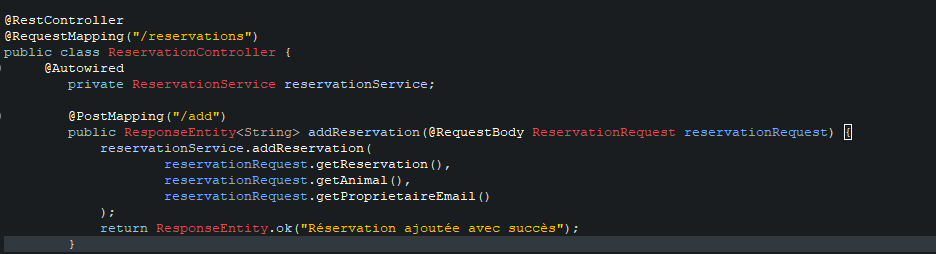 @RestController
@RequestMapping("/reservations")
public class ReservationController {
@Autowired
private ReservationService reservationService;
@PostMapping("/add")
public ResponseEntity<String> addReservation(@RequestBody ReservationRequest reservationRequest) {
reservationService.addReservation(
reservationRequest.getReservation(),
reservationRequest.getAnimal(),
reservationRequest.getProprietaireEmail()
);
return ResponseEntity.ok("Réservation ajoutée avec succès");
}